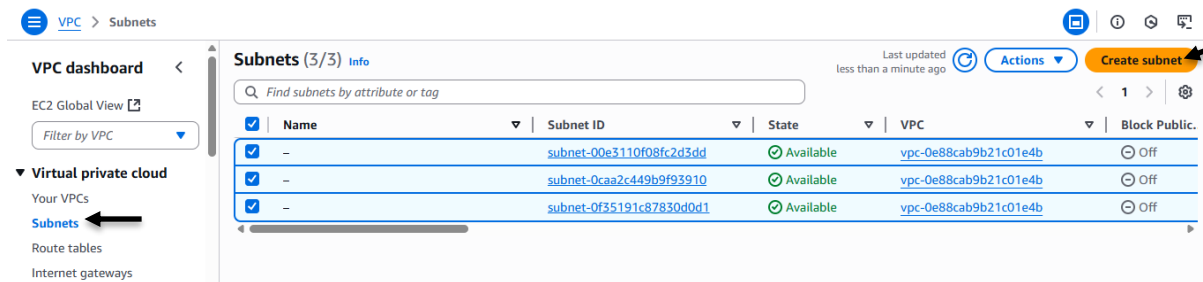 VPC > Subnets
VPC dashboard
EC2 Global View
Filter by VPC
Virtual private cloud
Your VPCs
Subnets
Route tables
Internet gateways
Subnets (3/3) Info
Last updated
less than a minute ago
Actions
Create subnet
Find subnets by attribute or tag
< 1 >
Name Subnet ID State VPC Block Public.
– subnet-00e3110f08fc2d3dd Available vpc-0e88cab9b21c01e4b Off
– subnet-0caa2c449b9f93910 Available vpc-0e88cab9b21c01e4b Off
– subnet-0f35191c87830d0d1 Available vpc-0e88cab9b21c01e4b Off